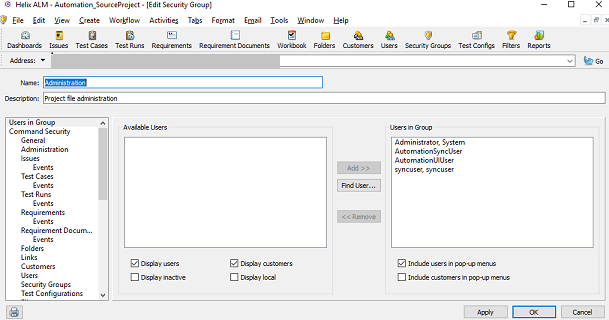 Helix ALM - Automation_SourceProject - [Edit Security Group]
File Edit View Create Workflow Activities Tabs Format Email Tools Window Help
Dashboards Issues Test Cases Test Runs Requirements Requirement Documents Workbook Folders Customers Users Security Groups Test Configs Filters Reports
Address: Go
Name: Administration
Description: Project file administration
Users in Group
Command Security
General
Administration
Issues
Events
Test Cases
Events
Test Runs
Events
Requirements
Events
Requirement Docum...
Events
Folders
Links
Customers
Users
Security Groups
Test Configurations
Available Users
Display users Display customers
Display inactive Display local
Add >>
Find User...
<< Remove
Users in Group
Administrator, System
AutomationSyncUser
AutomationUIUser
syncuser, syncuser
Include users in pop-up menus
Include customers in pop-up menus
Apply OK Cancel